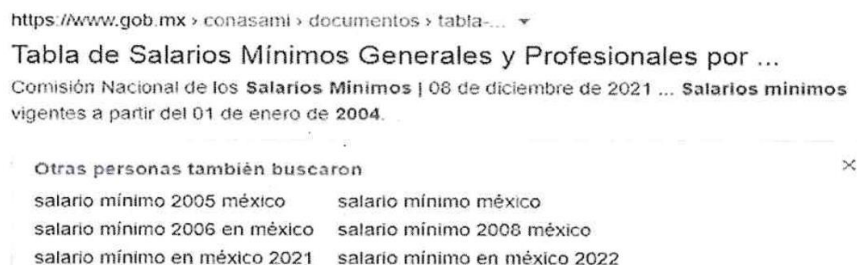 https://www.gob.mx › conasami › documentos › tabla-...
Tabla de Salarios Mínimos Generales y Profesionales por ...
Comisión Nacional de los Salarios Mínimos | 08 de diciembre de 2021 ... Salarios mínimos
vigentes a partir del 01 de enero de 2004.
Otras personas también buscaron
salario mínimo 2005 méxico salario mínimo méxico
salario mínimo 2006 en méxico salario mínimo 2008 méxico
salario mínimo en méxico 2021 salario mínimo en méxico 2022